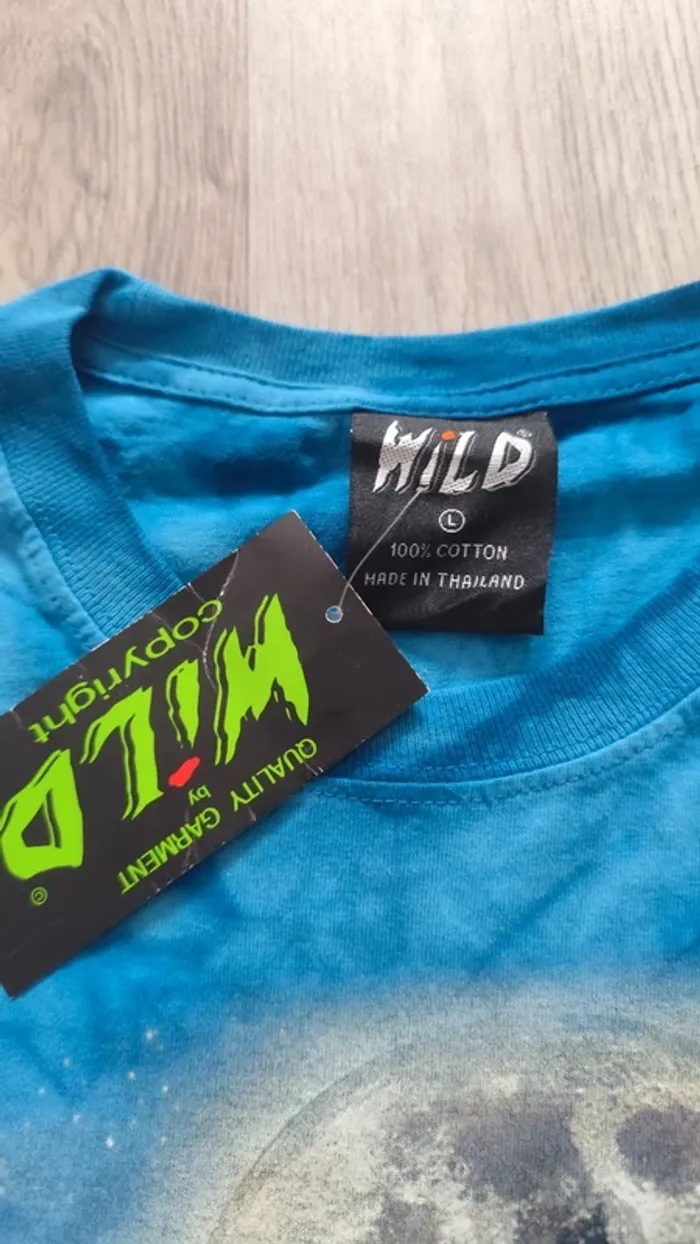 WiLD ®
L
100% COTTON
MADE IN THAILAND
QUALITY GARMENT
by
WiLD ©
copyright